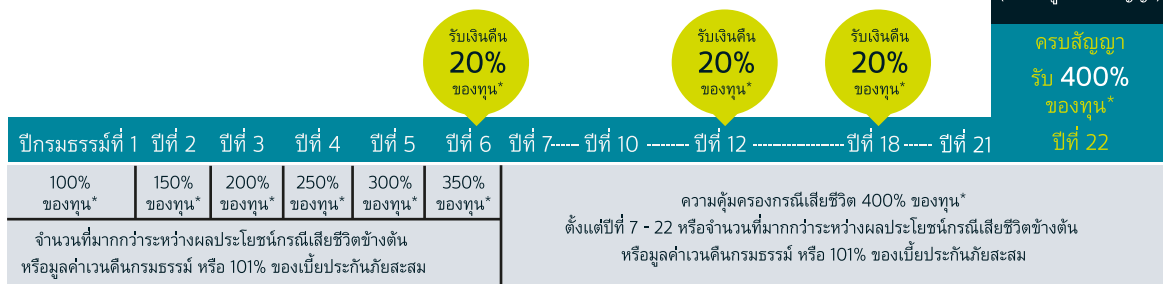 รับเงินคืน
20%
ของทุน*
รับเงินคืน
20%
ของทุน*
รับเงินคืน
20%
ของทุน*
ครบสัญญา
รับ 400%
ของทุน*
ปีที่ 22
ปีกรมธรรม์ที่ 1 ปีที่ 2 ปีที่ 3 ปีที่ 4 ปีที่ 5 ปีที่ 6 ปีที่ 7----- ปีที่ 10 ------- ปีที่ 12 ---------------- ปีที่ 18 ----- ปีที่ 21
100% 150% 200% 250% 300% 350%
ของทุน* ของทุน* ของทุน* ของทุน* ของทุน* ของทุน*
จำนวนที่มากกว่าระหว่างผลประโยชน์กรณีเสียชีวิตข้างต้น
หรือมูลค่าเวนคืนกรมธรรม์ หรือ 101% ของเบี้ยประกันภัยสะสม
ความคุ้มครองกรณีเสียชีวิต 400% ของทุน*
ตั้งแต่ปีที่ 7 - 22 หรือจำนวนที่มากกว่าระหว่างผลประโยชน์กรณีเสียชีวิตข้างต้น
หรือมูลค่าเวนคืนกรมธรรม์ หรือ 101% ของเบี้ยประกันภัยสะสม